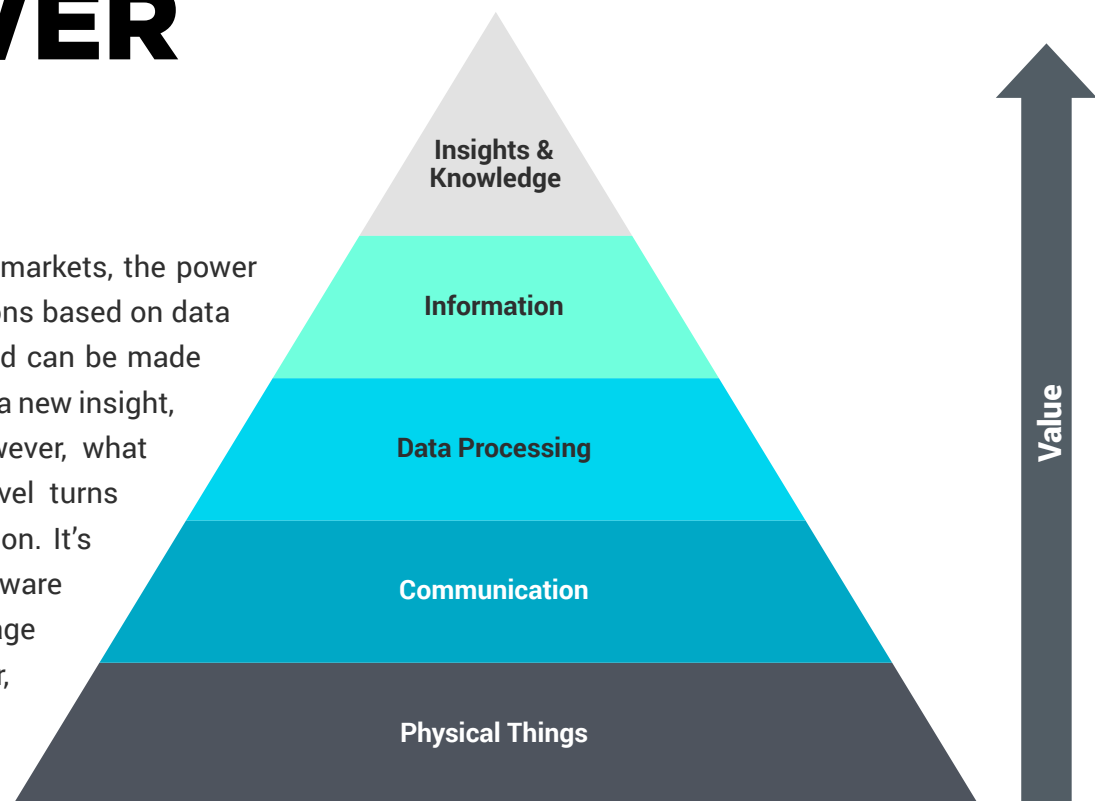 VER
markets, the power
ons based on data
d can be made
a new insight,
wever, what
vel turns
on. It’s
ware
age
r,
Insights &
Knowledge
Information
Data Processing
Communication
Physical Things
Value